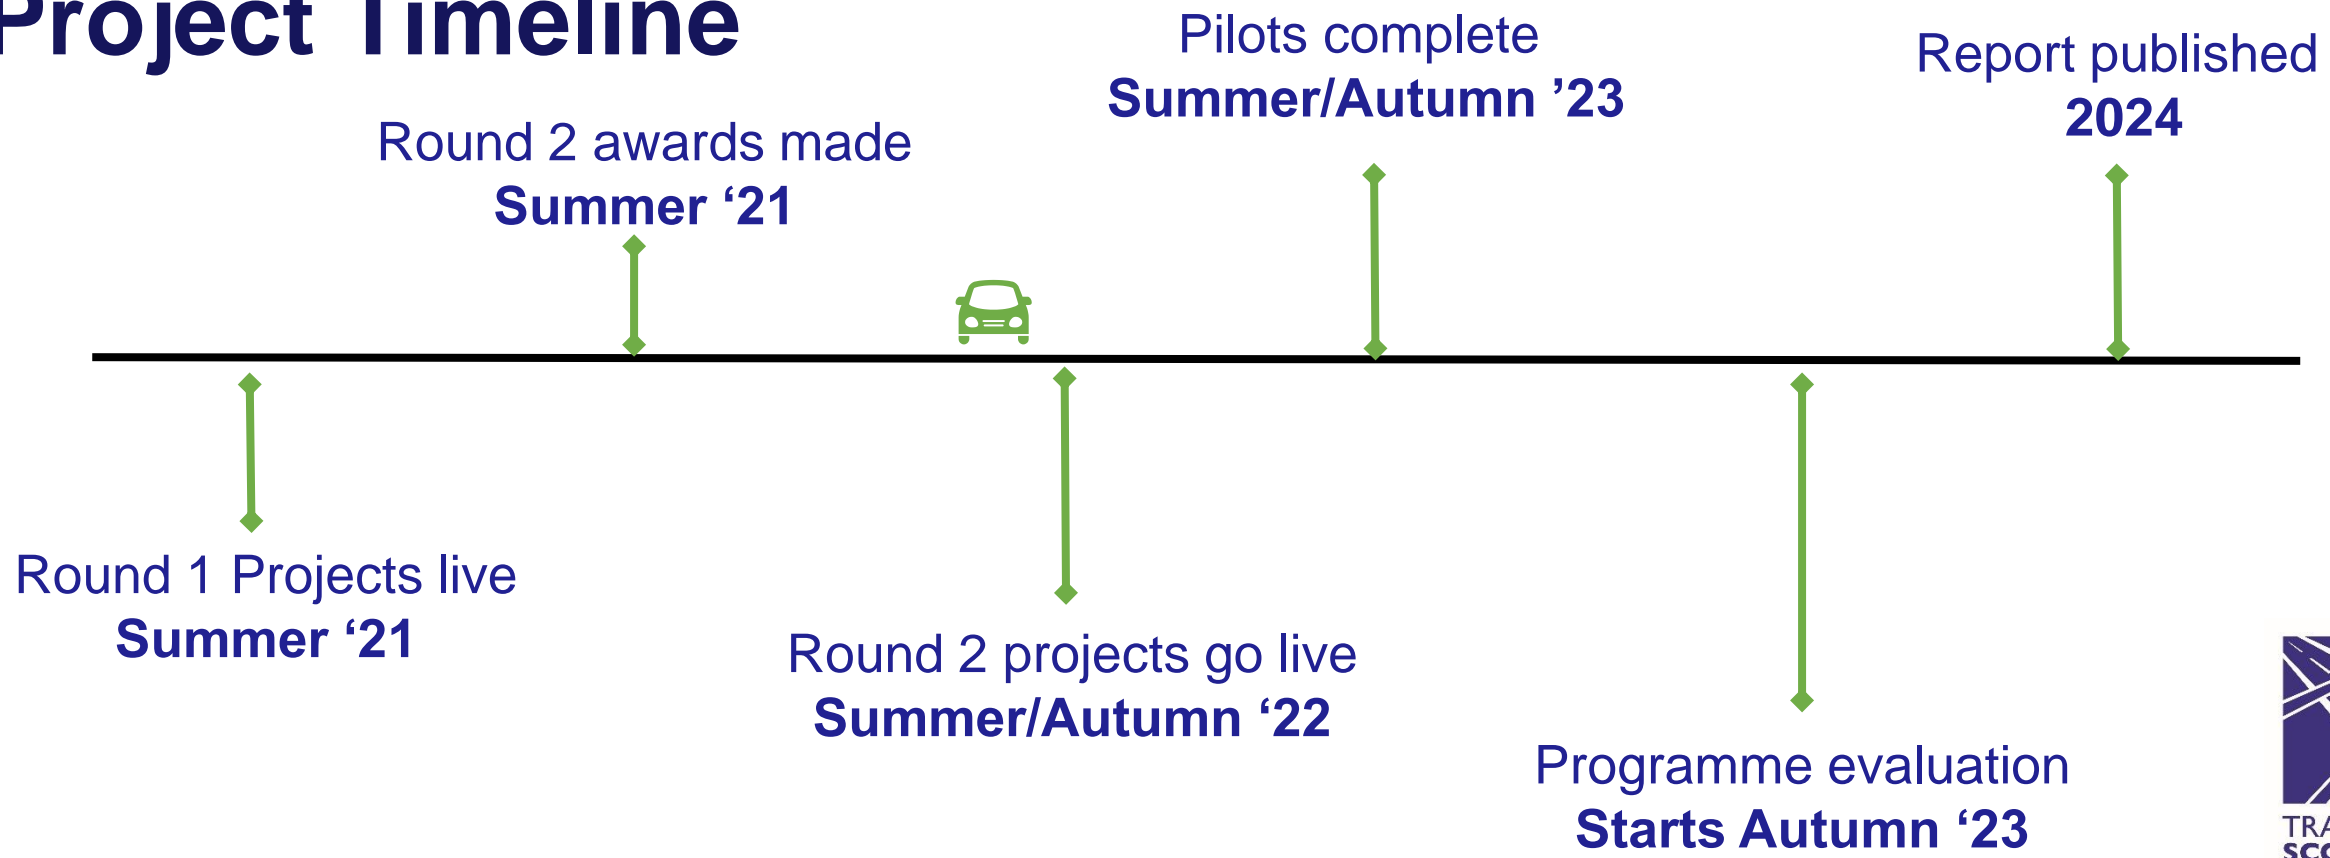 Project Timeline
Pilots complete
Summer/Autumn ’23
Report published
2024
Round 2 awards made
Summer ‘21
Round 1 Projects live
Summer ‘21
Round 2 projects go live
Summer/Autumn ‘22
Programme evaluation
Starts Autumn ‘23